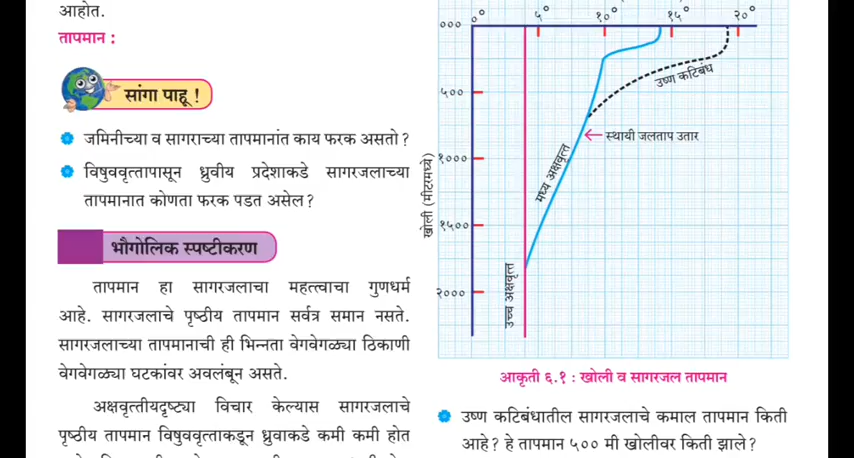 आहोत.
तापमान :
सांगा पाहू !
जमिनीच्या व सागराच्या तापमानांत काय फरक असतो ?
विषुववृत्तापासून ध्रुवीय प्रदेशाकडे सागरजलाच्या
तापमानात कोणता फरक पडत असेल ?
भौगोलिक स्पष्टीकरण
तापमान हा सागरजलाचा महत्त्वाचा गुणधर्म
आहे. सागरजलाचे पृष्ठीय तापमान सर्वत्र समान नसते.
सागरजलाच्या तापमानाची ही भिन्नता वेगवेगळ्या ठिकाणी
वेगवेगळ्या घटकांवर अवलंबून असते.
अक्षवृत्तीयदृष्ट्या विचार केल्यास सागरजलाचे
पृष्ठीय तापमान विषुववृत्ताकडून ध्रुवाकडे कमी कमी होत
०° ५° १०° १५° २०°
०००
५००
१०००
१५००
२०००
खोली (मीटरमध्ये)
उष्ण कटिबंध
स्थायी जलताप उतार
मध्य अक्षवृत्त
उच्च अक्षवृत्त
आकृती ६.१ : खोली व सागरजल तापमान
उष्ण कटिबंधातील सागरजलाचे कमाल तापमान किती
आहे? हे तापमान ५०० मी खोलीवर किती झाले?